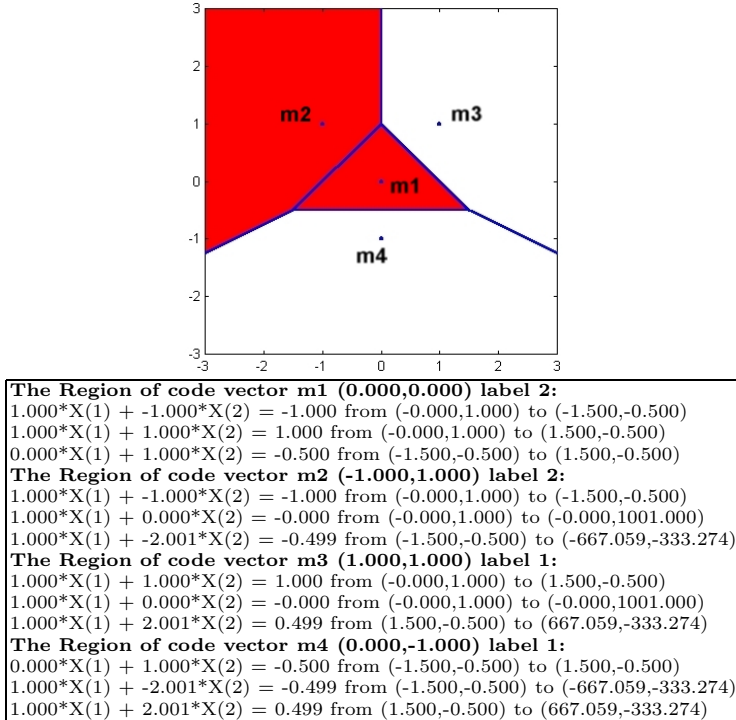 3
2
m2
m3
1
0
m1
-1
m4
-2
-3
-3 -2 -1 0 1 2 3
The Region of code vector m1 (0.000,0.000) label 2:
1.000*X(1) + -1.000*X(2) = -1.000 from (-0.000,1.000) to (-1.500,-0.500)
1.000*X(1) + 1.000*X(2) = 1.000 from (-0.000,1.000) to (1.500,-0.500)
0.000*X(1) + 1.000*X(2) = -0.500 from (-1.500,-0.500) to (1.500,-0.500)
The Region of code vector m2 (-1.000,1.000) label 2:
1.000*X(1) + -1.000*X(2) = -1.000 from (-0.000,1.000) to (-1.500,-0.500)
1.000*X(1) + 0.000*X(2) = -0.000 from (-0.000,1.000) to (-0.000,1001.000)
1.000*X(1) + -2.001*X(2) = -0.499 from (-1.500,-0.500) to (-667.059,-333.274)
The Region of code vector m3 (1.000,1.000) label 1:
1.000*X(1) + 1.000*X(2) = 1.000 from (-0.000,1.000) to (1.500,-0.500)
1.000*X(1) + 0.000*X(2) = -0.000 from (-0.000,1.000) to (-0.000,1001.000)
1.000*X(1) + 2.001*X(2) = 0.499 from (1.500,-0.500) to (667.059,-333.274)
The Region of code vector m4 (0.000,-1.000) label 1:
0.000*X(1) + 1.000*X(2) = -0.500 from (-1.500,-0.500) to (1.500,-0.500)
1.000*X(1) + -2.001*X(2) = -0.499 from (-1.500,-0.500) to (-667.059,-333.274)
1.000*X(1) + 2.001*X(2) = 0.499 from (1.500,-0.500) to (667.059,-333.274)